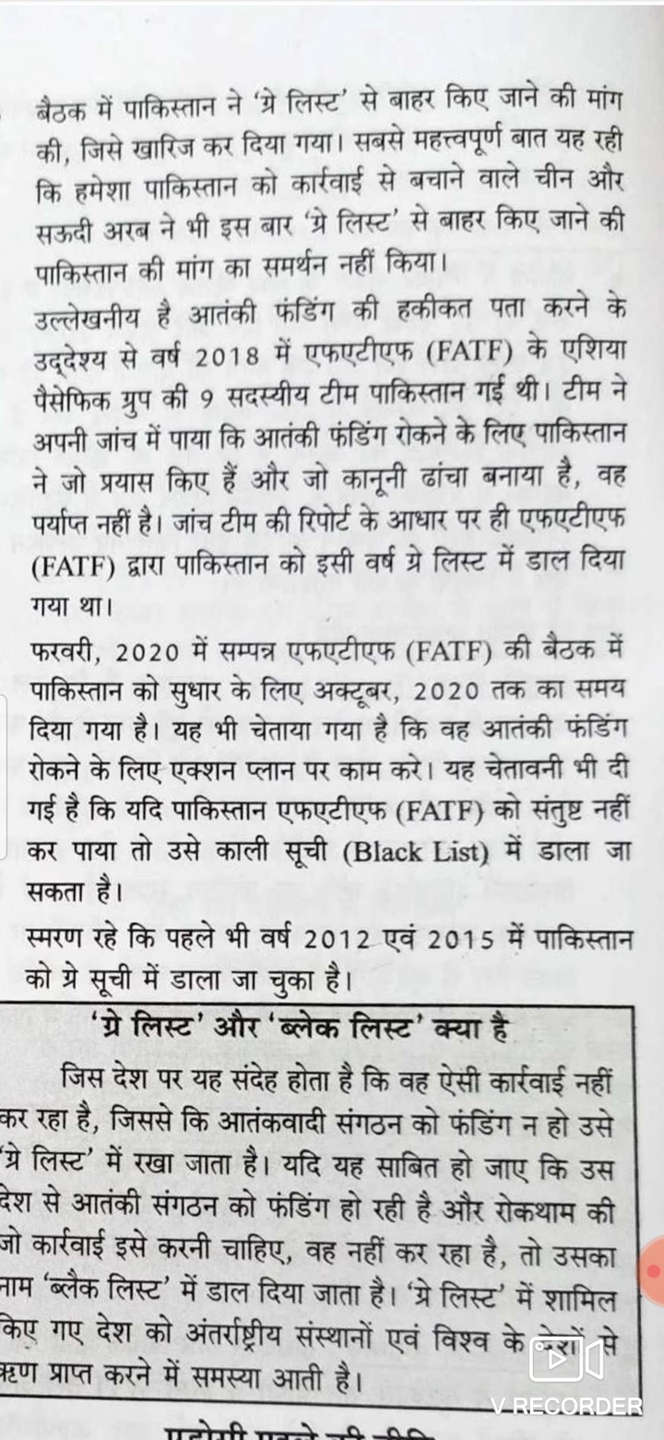 बैठक में पाकिस्तान ने ‘ग्रे लिस्ट’ से बाहर किए जाने की मांग
की, जिसे खारिज कर दिया गया। सबसे महत्त्वपूर्ण बात यह रही
कि हमेशा पाकिस्तान को कार्रवाई से बचाने वाले चीन और
सऊदी अरब ने भी इस बार ‘ग्रे लिस्ट’ से बाहर किए जाने की
पाकिस्तान की मांग का समर्थन नहीं किया।
उल्लेखनीय है आतंकी फंडिंग की हकीकत पता करने के
उद्देश्य से वर्ष 2018 में एफएटीएफ (FATF) के एशिया
पैसेफिक ग्रुप की 9 सदस्यीय टीम पाकिस्तान गई थी। टीम ने
अपनी जांच में पाया कि आतंकी फंडिंग रोकने के लिए पाकिस्तान
ने जो प्रयास किए हैं और जो कानूनी ढांचा बनाया है, वह
पर्याप्त नहीं है। जांच टीम की रिपोर्ट के आधार पर ही एफएटीएफ
(FATF) द्वारा पाकिस्तान को इसी वर्ष ग्रे लिस्ट में डाल दिया
गया था।
फरवरी, 2020 में सम्पन्न एफएटीएफ (FATF) की बैठक में
पाकिस्तान को सुधार के लिए अक्टूबर, 2020 तक का समय
दिया गया है। यह भी चेताया गया है कि वह आतंकी फंडिंग
रोकने के लिए एक्शन प्लान पर काम करे। यह चेतावनी भी दी
गई है कि यदि पाकिस्तान एफएटीएफ (FATF) को संतुष्ट नहीं
कर पाया तो उसे काली सूची (Black List) में डाला जा
सकता है।
स्मरण रहे कि पहले भी वर्ष 2012 एवं 2015 में पाकिस्तान
को ग्रे सूची में डाला जा चुका है।
‘ग्रे लिस्ट’ और ‘ब्लेक लिस्ट’ क्या है
जिस देश पर यह संदेह होता है कि वह ऐसी कार्रवाई नहीं
कर रहा है, जिससे कि आतंकवादी संगठन को फंडिंग न हो उसे
‘ग्रे लिस्ट’ में रखा जाता है। यदि यह साबित हो जाए कि उस
देश से आतंकी संगठन को फंडिंग हो रही है और रोकथाम की
जो कार्रवाई इसे करनी चाहिए, वह नहीं कर रहा है, तो उसका
नाम ‘ब्लैक लिस्ट’ में डाल दिया जाता है। ‘ग्रे लिस्ट’ में शामिल
किए गए देश को अंतर्राष्ट्रीय संस्थानों एवं विश्व के देशों से
ऋण प्राप्त करने में समस्या आती है।
V RECORDER